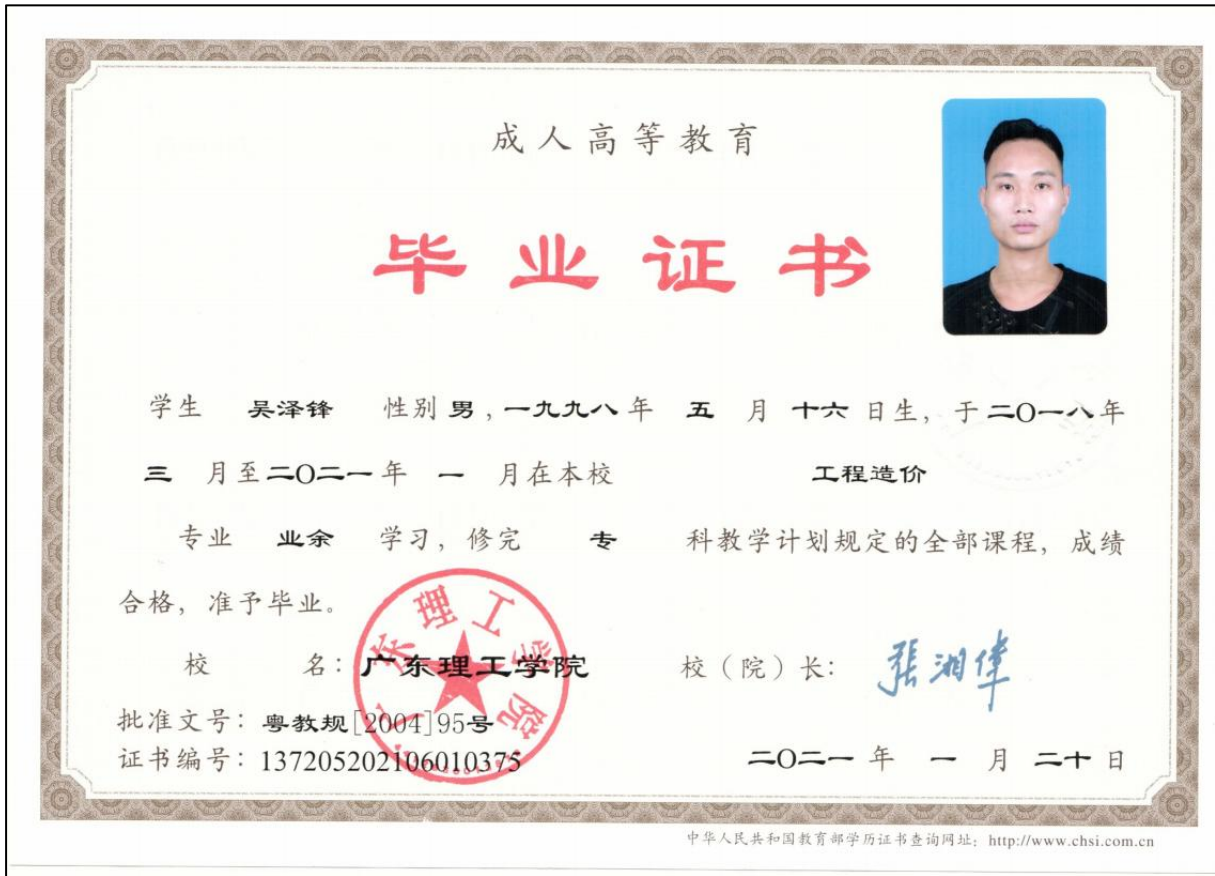 成人高等教育
毕业证书
学生 吴泽锋 性别 男，一九九八年 五 月 十六 日生，于二〇一八年
三 月至二〇二一年 一 月在本校 工程造价
专业 业余 学习，修完 专 科教学计划规定的全部课程，成绩
合格，准予毕业。
校 名：广东理工学院 校（院）长：张湘伟
广东理工学院
批准文号：粤教规[2004]95号
证书编号：137205202106010375 二〇二一 年 一 月 二十 日
中华人民共和国教育部学历证书查询网址：http://www.chsi.com.cn